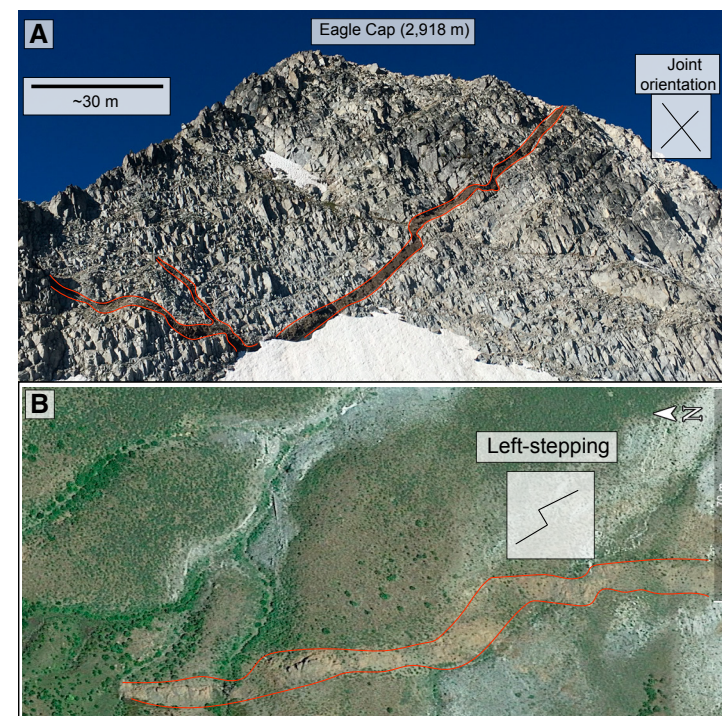 A
Eagle Cap (2,918 m)
~30 m
Joint
orientation
B
N
Left-stepping